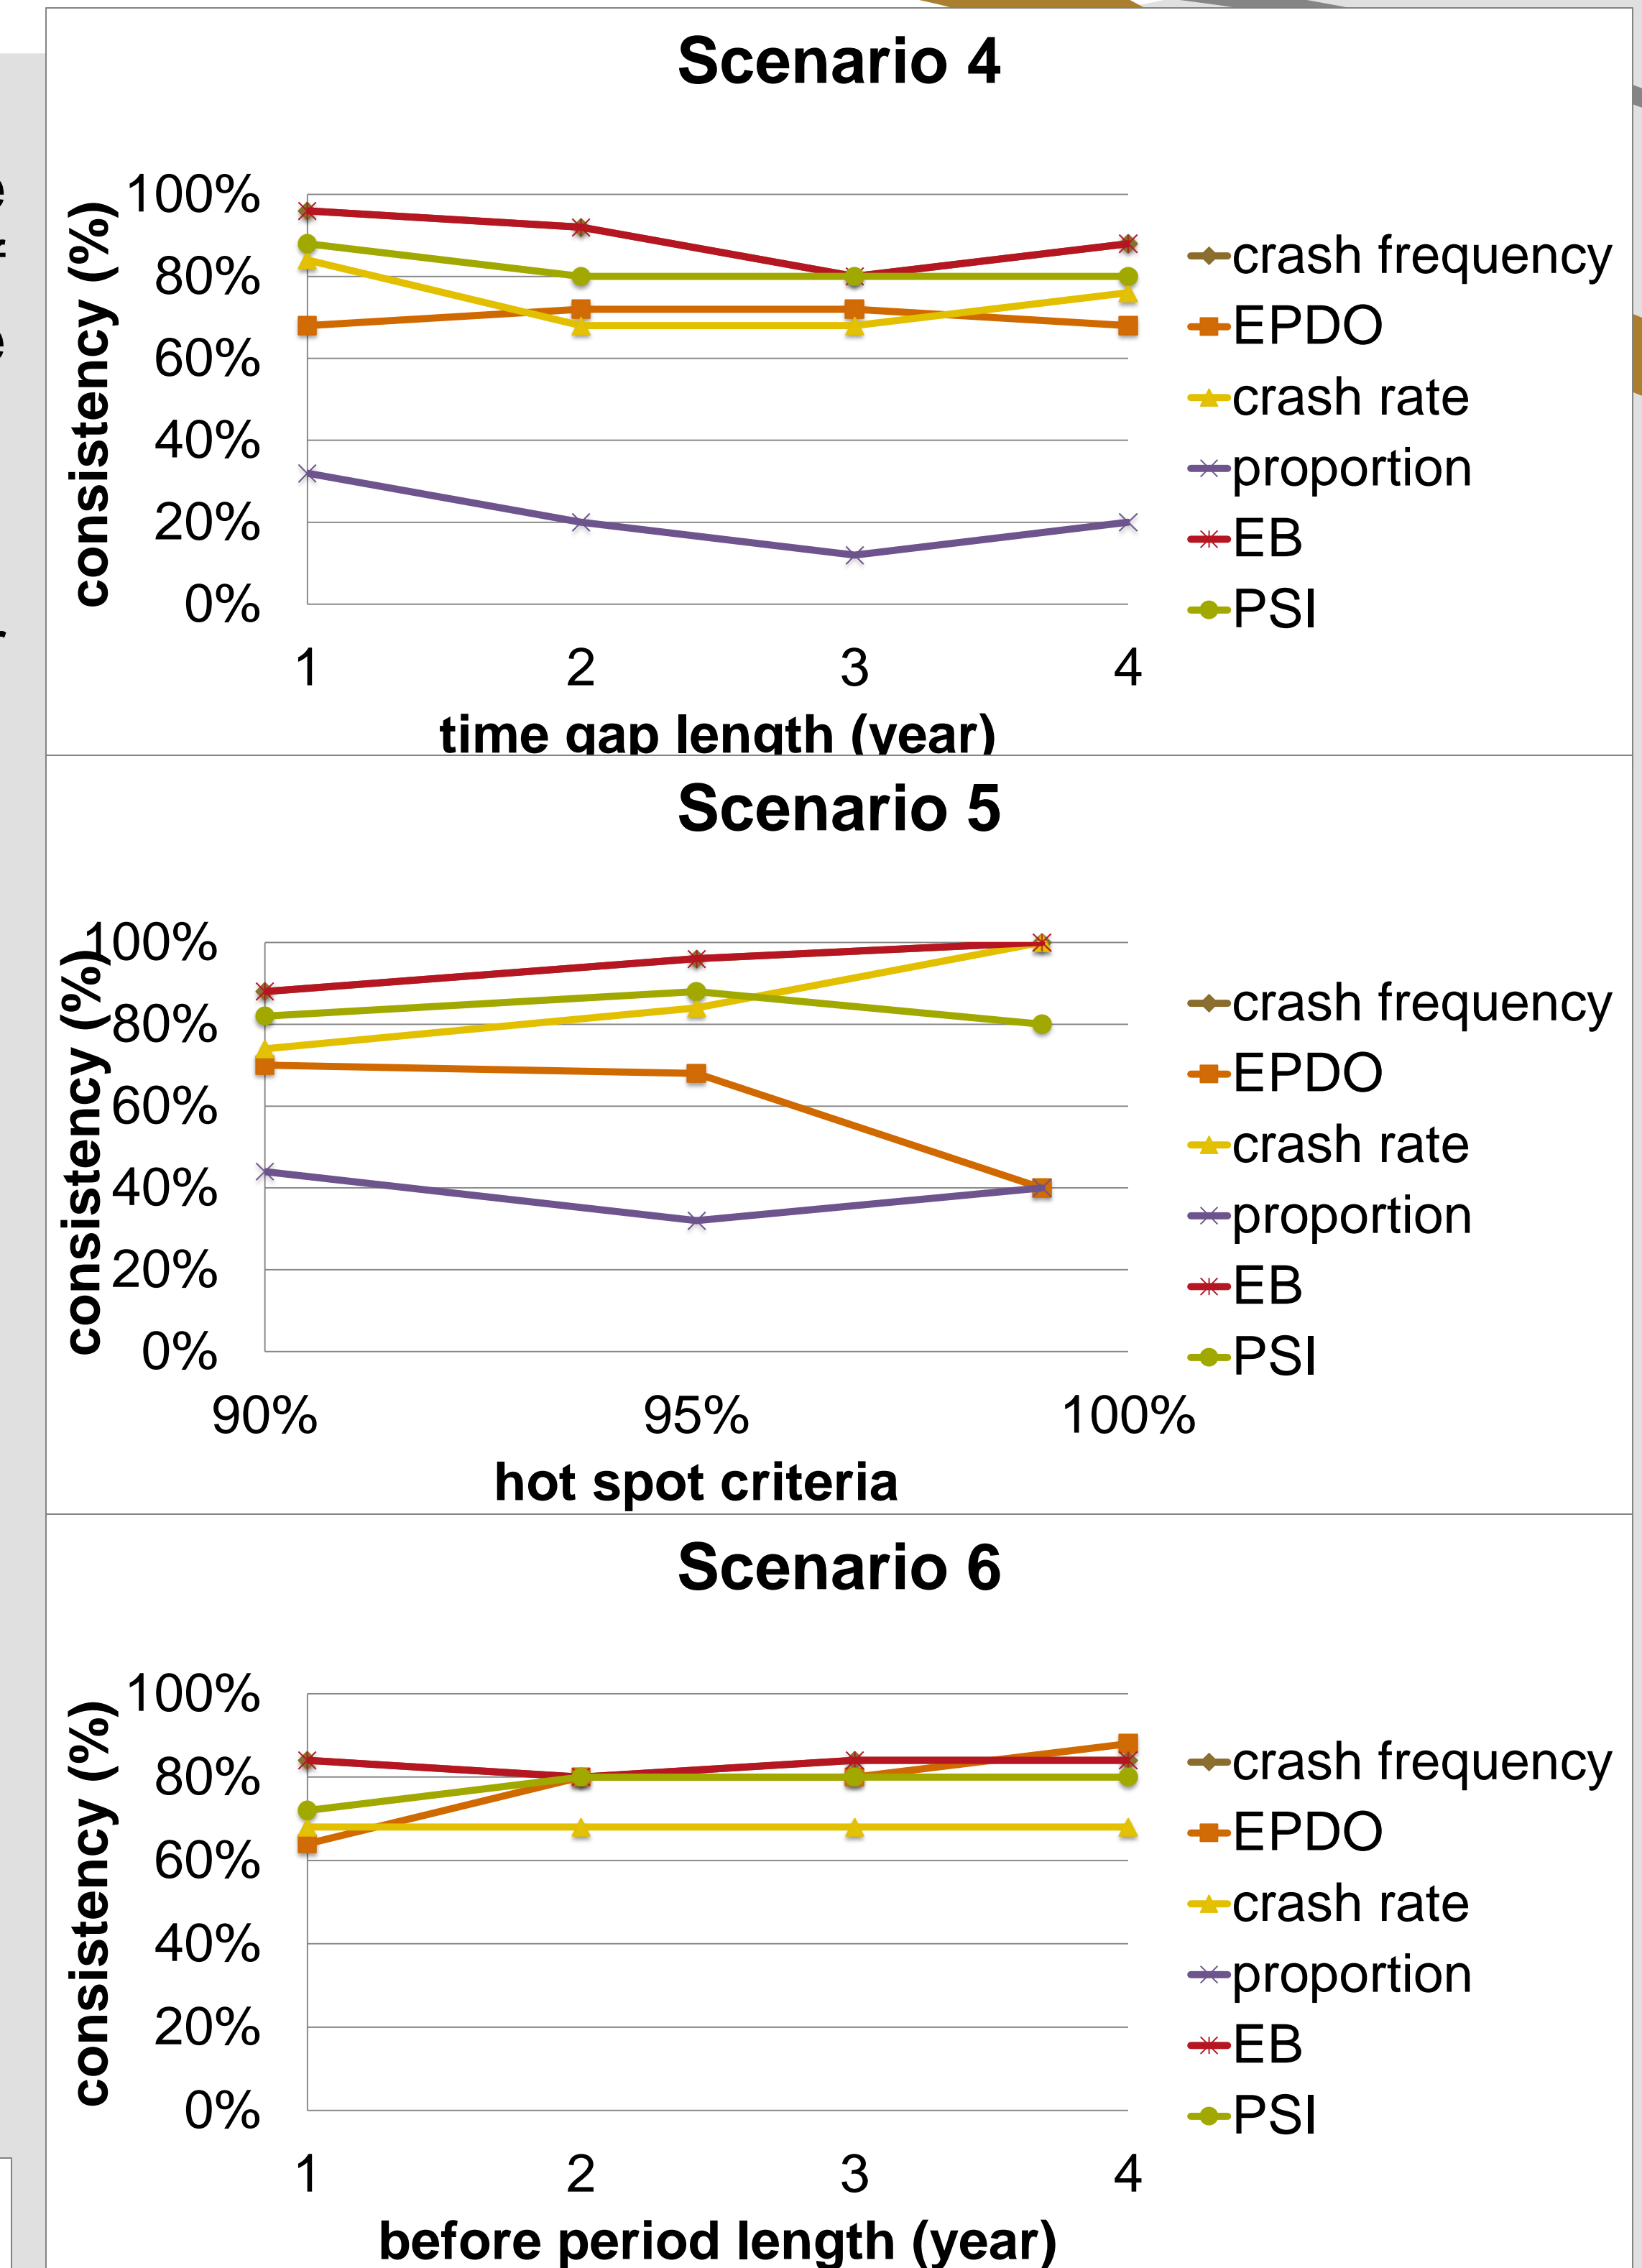 Scenario 4
100%
80%
60%
40%
20%
0%
consistency (%)
1 2 3 4
time gap length (year)
crash frequency
EPDO
crash rate
proportion
EB
PSI
Scenario 5
100%
80%
60%
40%
20%
0%
consistency (%)
90% 95% 100%
hot spot criteria
crash frequency
EPDO
crash rate
proportion
EB
PSI
Scenario 6
100%
80%
60%
40%
20%
0%
consistency (%)
1 2 3 4
before period length (year)
crash frequency
EPDO
crash rate
proportion
EB
PSI